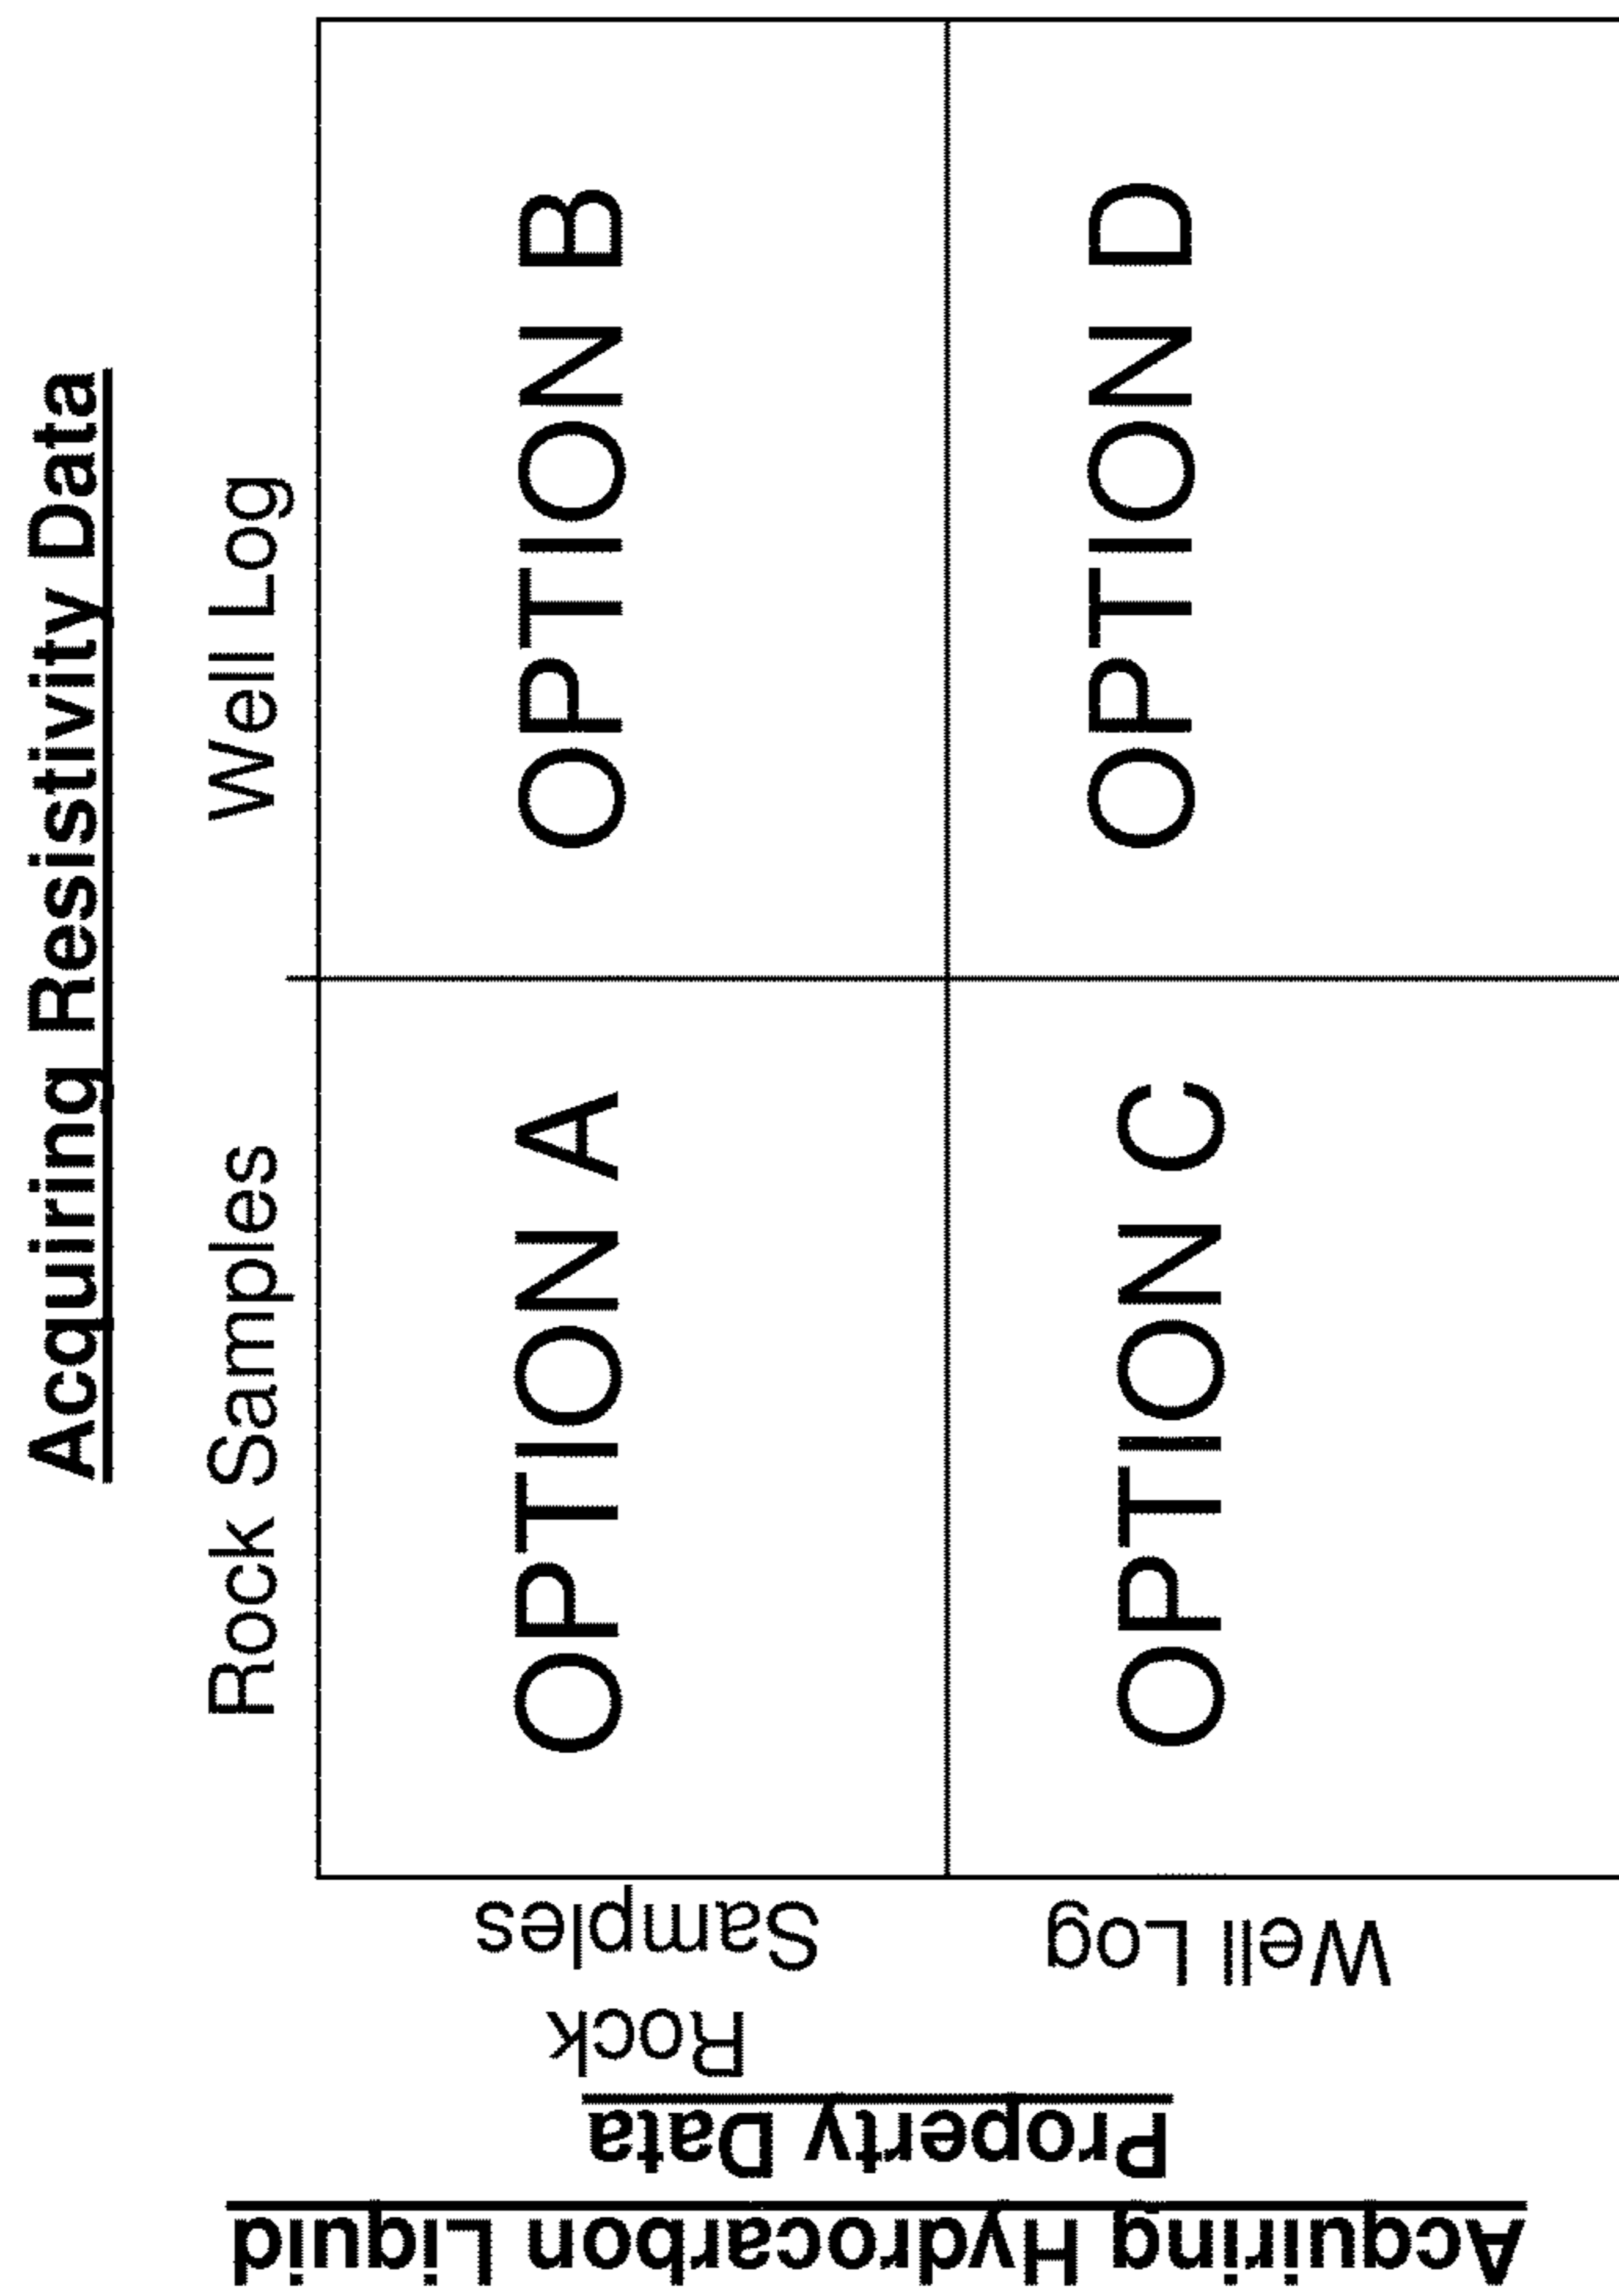 Acquiring Resistivity Data
Rock Samples
Well Log
Acquiring Hydrocarbon Liquid
Property Data
Rock
Samples
OPTION A
OPTION B
Well Log
OPTION C
OPTION D